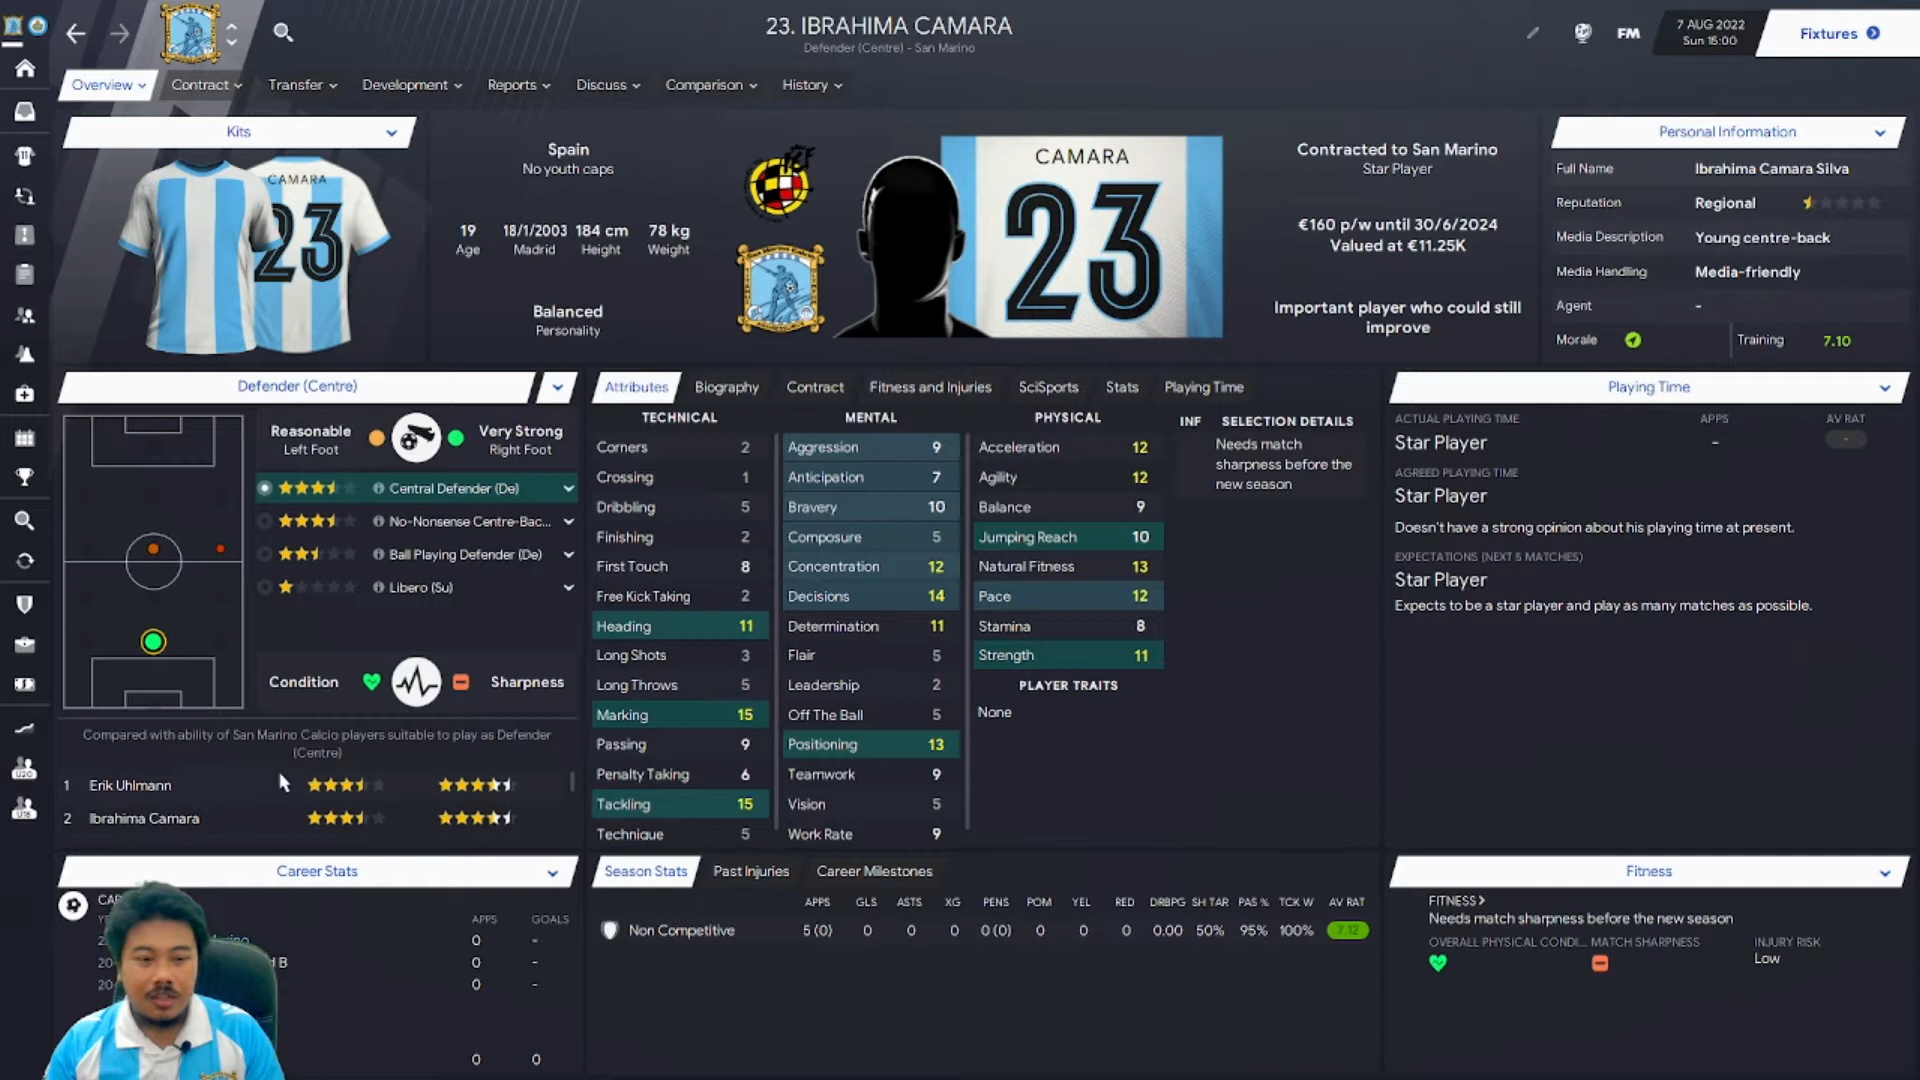 23. IBRAHIMA CAMARA
Defender (Centre) - San Marino
FM
7 AUG 2022
Sun 15:00
Fixtures
Overview
Contract
Transfer
Development
Reports
Discuss
Comparison
History
Kits
CAMARA
23
Spain
No youth caps
19
Age
18/1/2003
Madrid
184 cm
Height
78 kg
Weight
Balanced
Personality
CAMARA
23
Contracted to San Marino
Star Player
€160 p/w until 30/6/2024
Valued at €11.25K
Important player who could still
improve
Personal Information
Full Name Ibrahima Camara Silva
Reputation Regional
Media Description Young centre-back
Media Handling Media-friendly
Agent -
Morale
Training 7.10
Defender (Centre)
Reasonable
Left Foot
Very Strong
Right Foot
Central Defender (De)
No-Nonsense Centre-Bac...
Ball Playing Defender (De)
Libero (Su)
Condition
Sharpness
Compared with ability of San Marino Calcio players suitable to play as Defender
(Centre)
1 Erik Uhlmann
2 Ibrahima Camara
Attributes
Biography
Contract
Fitness and Injuries
SciSports
Stats
Playing Time
TECHNICAL
Corners 2
Crossing 1
Dribbling 5
Finishing 2
First Touch 8
Free Kick Taking 2
Heading 11
Long Shots 3
Long Throws 5
Marking 15
Passing 9
Penalty Taking 6
Tackling 15
Technique 5
MENTAL
Aggression 9
Anticipation 7
Bravery 10
Composure 5
Concentration 12
Decisions 14
Determination 11
Flair 5
Leadership 2
Off The Ball 5
Positioning 13
Teamwork 9
Vision 5
Work Rate 9
PHYSICAL
Acceleration 12
Agility 12
Balance 9
Jumping Reach 10
Natural Fitness 13
Pace 12
Stamina 8
Strength 11
PLAYER TRAITS
None
INF
SELECTION DETAILS
Needs match
sharpness before the
new season
Playing Time
ACTUAL PLAYING TIME APPS AV RAT
Star Player - -
AGREED PLAYING TIME
Star Player
Doesn't have a strong opinion about his playing time at present.
EXPECTATIONS (NEXT 5 MATCHES)
Star Player
Expects to be a star player and play as many matches as possible.
Career Stats
APPS GOALS
0 -
0 -
0 -
0 0
Season Stats
Past Injuries
Career Milestones
APPS GLS ASTS XG PENS POM YEL RED DRBPG SH TAR PAS % TCK W AV RAT
Non Competitive 5 (0) 0 0 0 0 (0) 0 0 0 0.00 50% 95% 100% 7.12
Fitness
FITNESS>
Needs match sharpness before the new season
OVERALL PHYSICAL CONDI... MATCH SHARPNESS INJURY RISK
Low
U20
U18